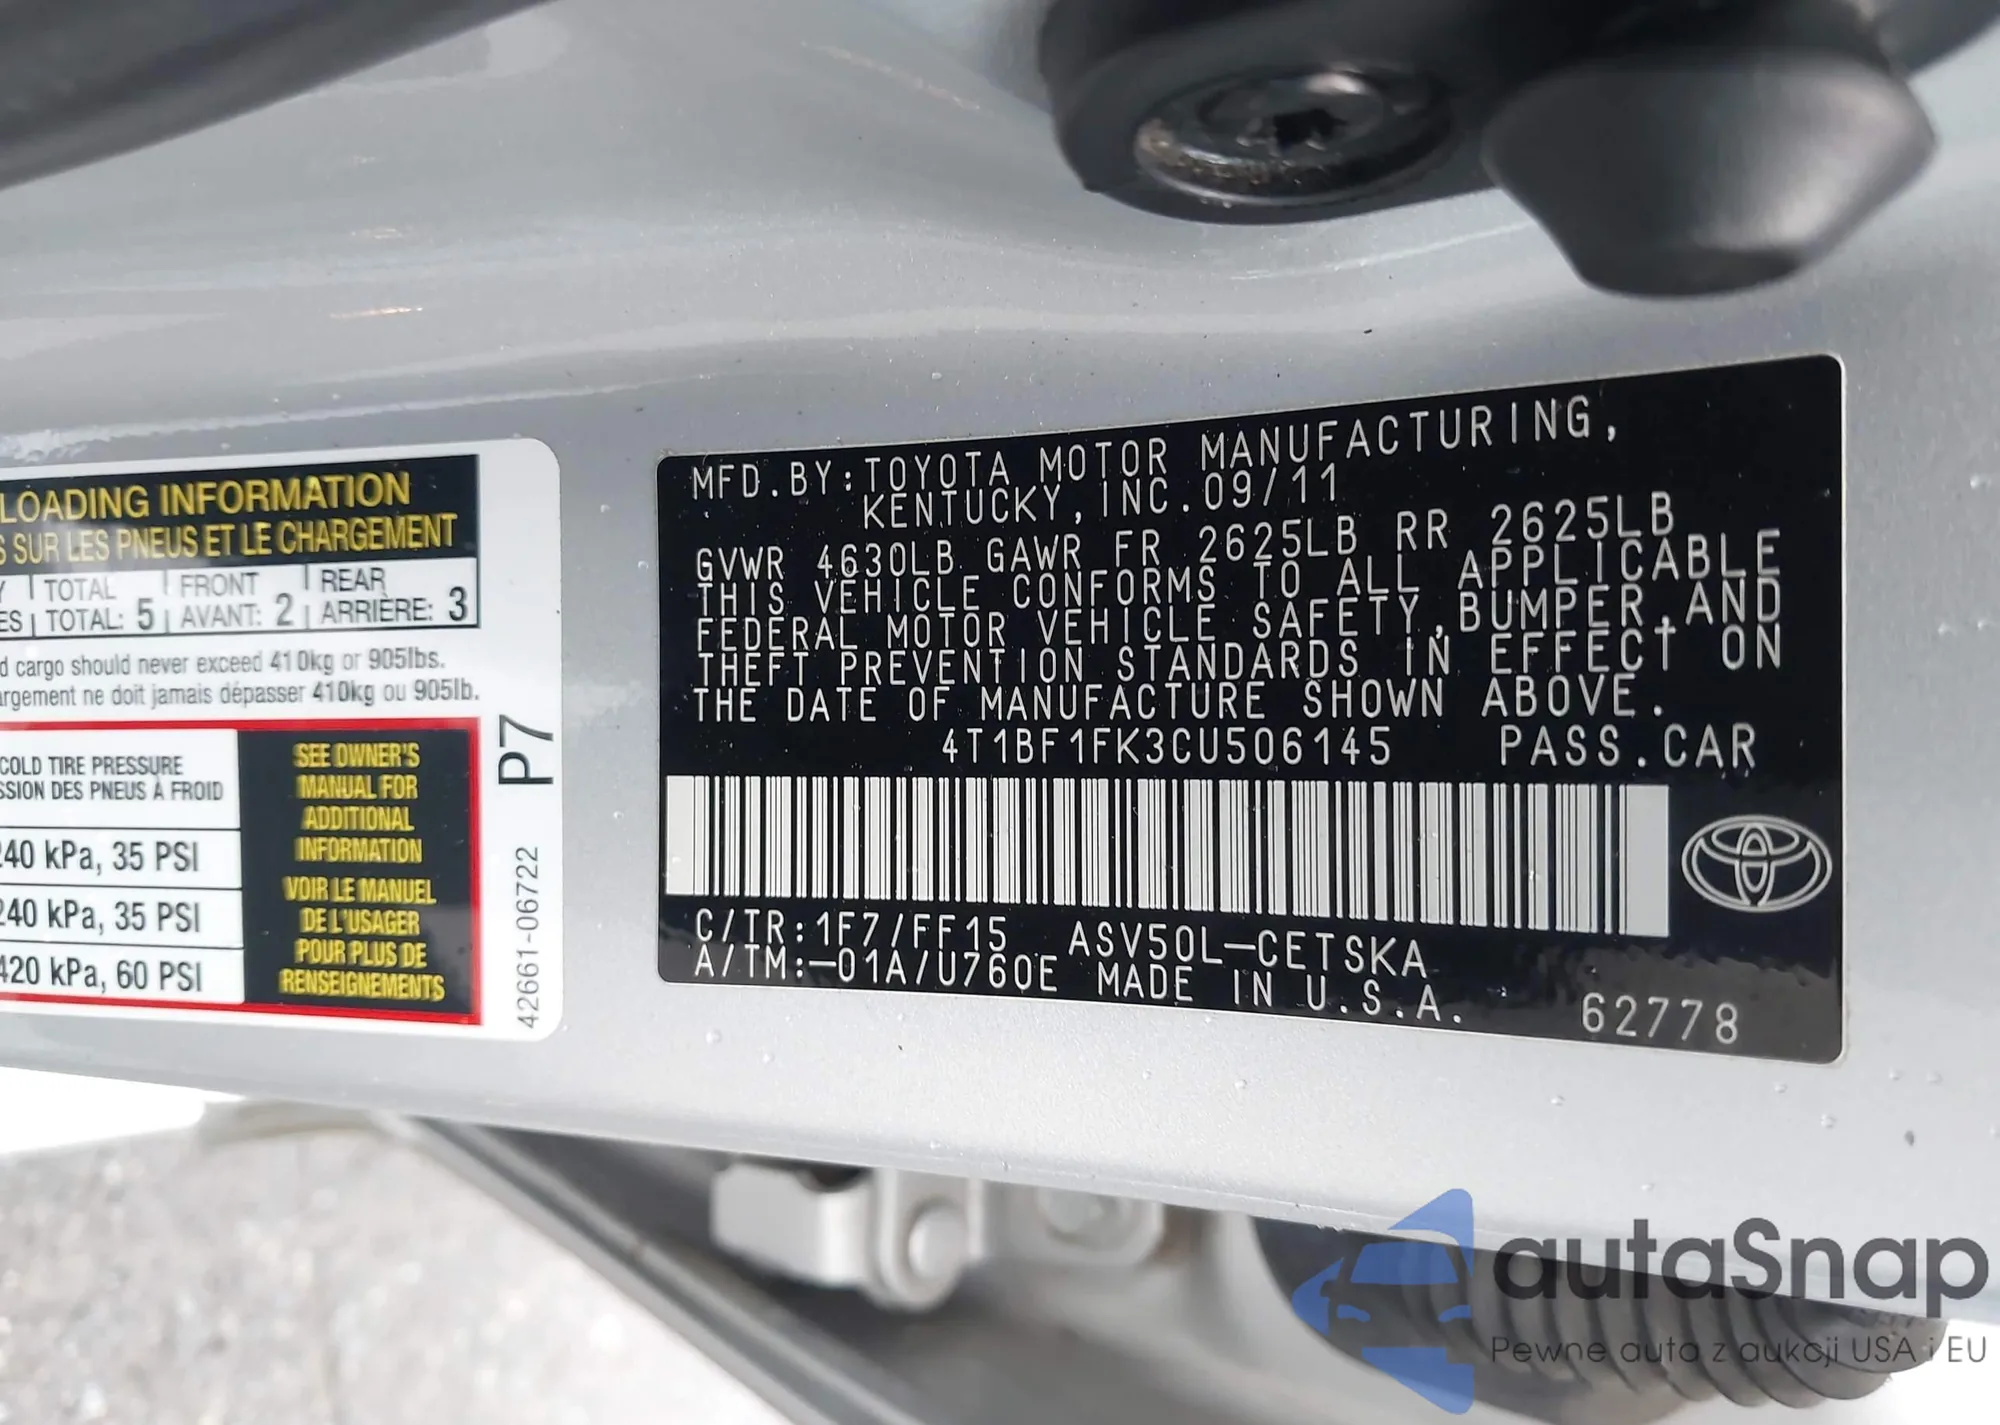 LOADING INFORMATION
SUR LES PNEUS ET LE CHARGEMENT
TOTAL FRONT REAR
TOTAL: 5 AVANT: 2 ARRIÈRE: 3
cargo should never exceed 410kg or 905lbs.
ne doit jamais dépasser 410kg ou 905lb.
COLD TIRE PRESSURE
DES PNEUS À FROID
240 kPa, 35 PSI
240 kPa, 35 PSI
420 kPa, 60 PSI
SEE OWNER'S
MANUAL FOR
ADDITIONAL
INFORMATION
VOIR LE MANUEL
DE L'USAGER
POUR PLUS DE
RENSEIGNEMENTS
P7
42661-06722
MFD.BY:TOYOTA MOTOR MANUFACTURING,
KENTUCKY,INC.09/11
GVWR 4630LB GAWR FR 2625LB RR 2625LB
THIS VEHICLE CONFORMS TO ALL APPLICABLE
FEDERAL MOTOR VEHICLE SAFETY,BUMPER,AND
THEFT PREVENTION STANDARDS IN EFFECT ON
THE DATE OF MANUFACTURE SHOWN ABOVE.
4T1BF1FK3CU506145 PASS.CAR
C/TR:1F7/FF15 ASV50L-CETSKA
A/TM:-01A/U760E MADE IN U.S.A.
62778
autaSnap
Pewne auta z aukcji USA i EU